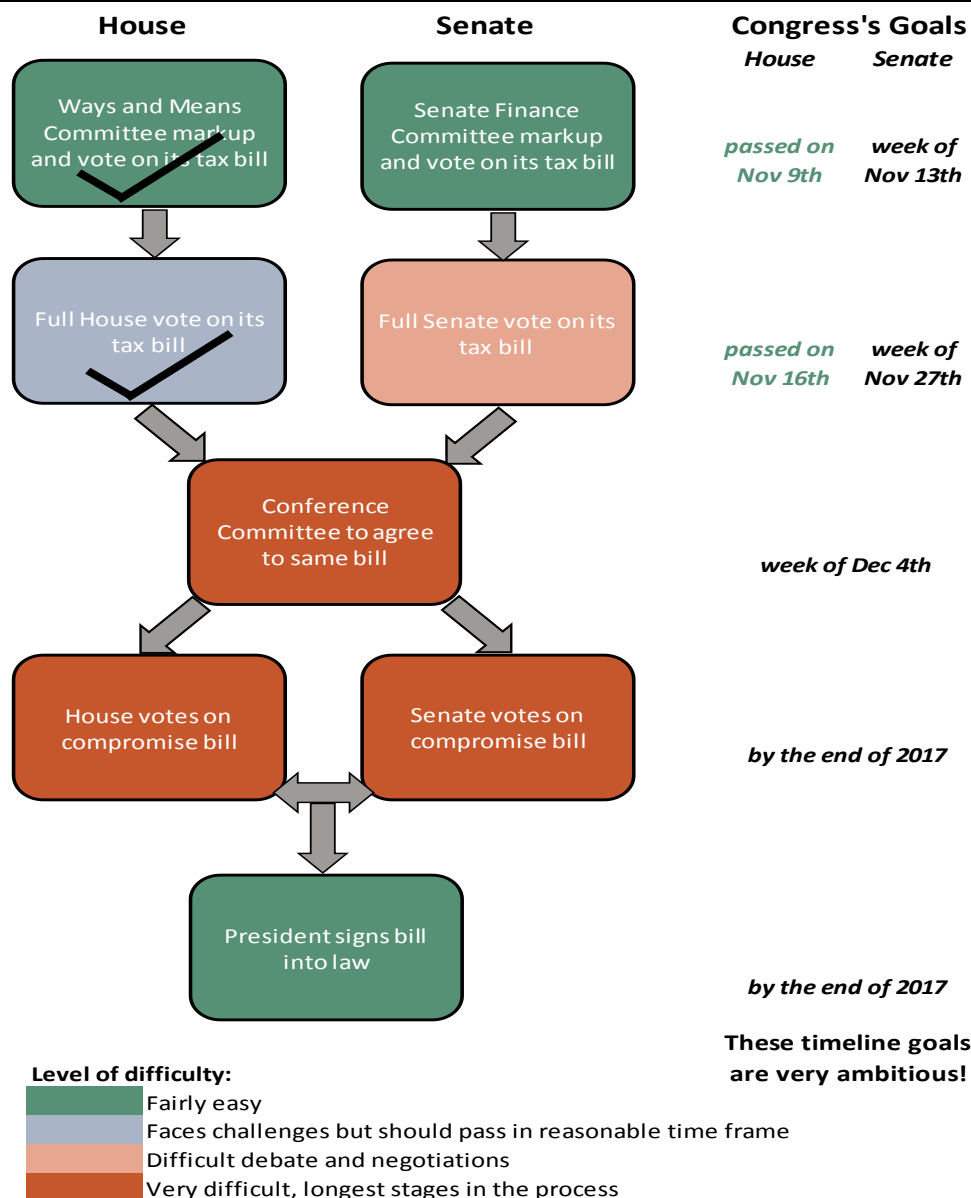 House
Senate
Congress's Goals
House
Senate
Ways and Means
Committee markup
and vote on its tax bill
Senate Finance
Committee markup
and vote on its tax bill
passed on
Nov 9th
week of
Nov 13th
Full House vote on its
tax bill
Full Senate vote on its
tax bill
passed on
Nov 16th
week of
Nov 27th
Conference
Committee to agree
to same bill
week of Dec 4th
House votes on
compromise bill
Senate votes on
compromise bill
by the end of 2017
President signs bill
into law
by the end of 2017
These timeline goals
are very ambitious!
Level of difficulty:
Fairly easy
Faces challenges but should pass in reasonable time frame
Difficult debate and negotiations
Very difficult, longest stages in the process